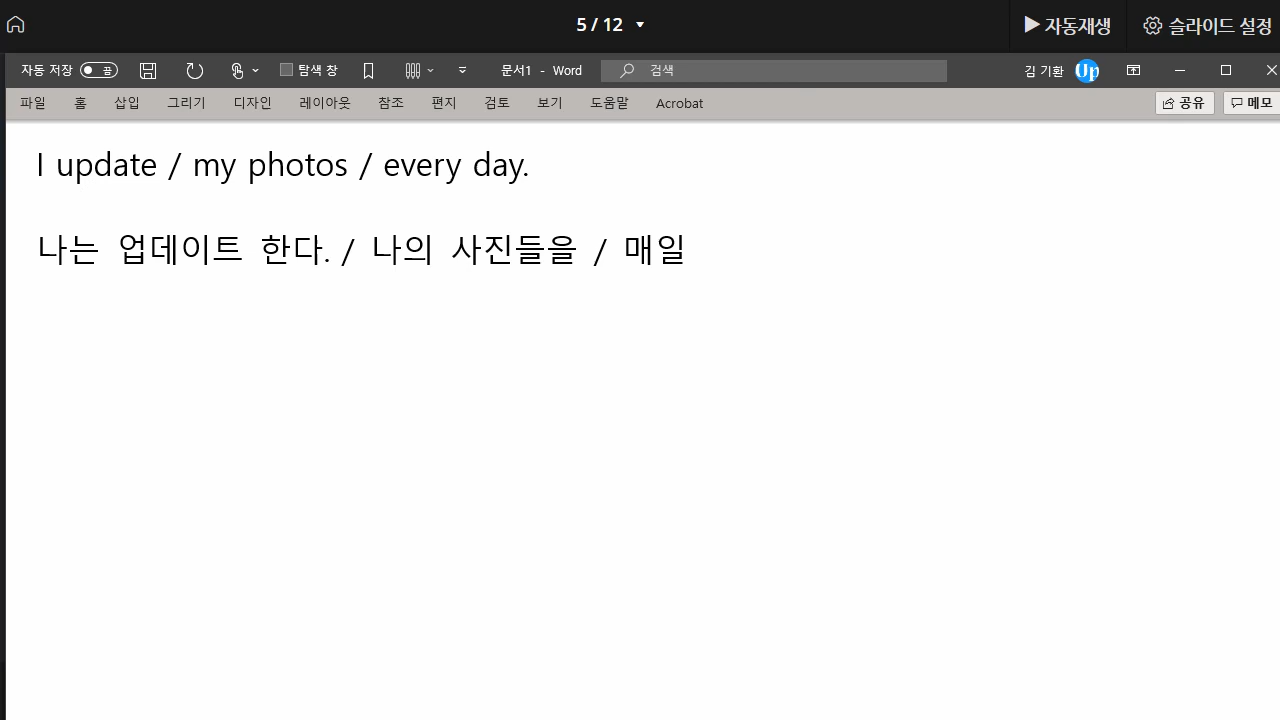 5 / 12
자동재생
슬라이드 설정
자동 저장 끔
탐색 창
문서1 - Word
검색
김 기환
Up
파일 홈 삽입 그리기 디자인 레이아웃 참조 편지 검토 보기 도움말 Acrobat
공유
메모
I update / my photos / every day.
나는 업데이트 한다. / 나의 사진들을 / 매일